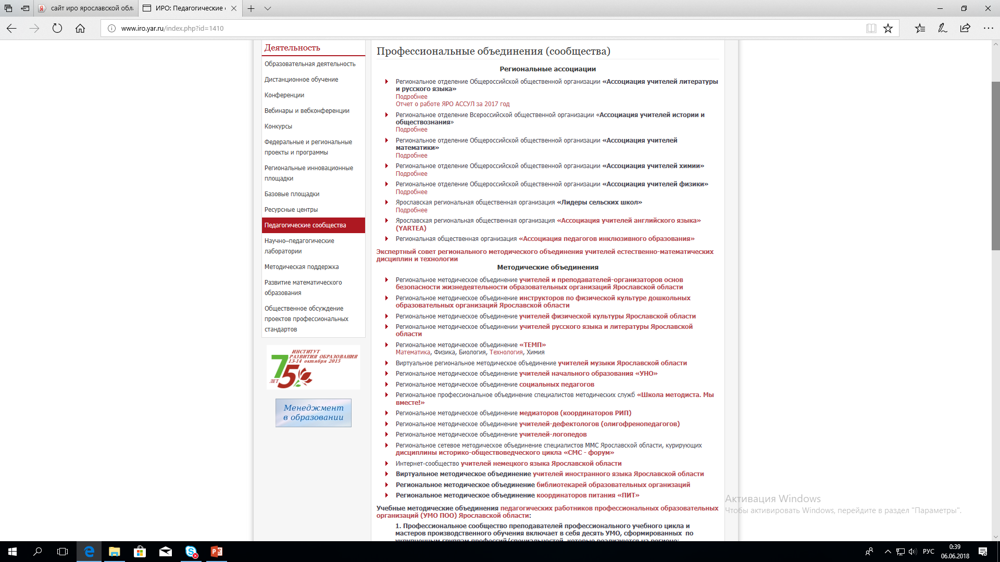 сайт иро ярославской обла
ИРО: Педагогические с
www.iro.yar.ru/index.php?id=1410
Деятельность
Образовательная деятельность
Дистанционное обучение
Конференции
Вебинары и вебконференции
Конкурсы
Федеральные и региональные
проекты и программы
Региональные инновационные
площадки
Базовые площадки
Ресурсные центры
Педагогические сообщества
Научно–педагогические
лаборатории
Методическая поддержка
Развитие математического
образования
Общественное обсуждение
проектов профессиональных
стандартов
ИНСТИТУТ
РАЗВИТИЯ ОБРАЗОВАНИЯ
13-14 октября 2013
75
ЛЕТ
Менеджмент
в образовании
Профессиональные объединения (сообщества)
Региональные ассоциации
Региональное отделение Общероссийской общественной организации «Ассоциация учителей литературы
и русского языка»
Подробнее
Отчет о работе ЯРО АССУЛ за 2017 год
Региональное отделение Всероссийской общественной организации «Ассоциация учителей истории и
обществознания»
Подробнее
Региональное отделение Общероссийской общественной организации «Ассоциация учителей
математики»
Подробнее
Региональное отделение Общероссийской общественной организации «Ассоциация учителей химии»
Подробнее
Региональное отделение Общероссийской общественной организации «Ассоциация учителей физики»
Подробнее
Ярославская региональная общественная организация «Лидеры сельских школ»
Подробнее
Ярославская региональная общественная организация «Ассоциация учителей английского языка»
(YARTEA)
Региональная общественная организация «Ассоциация педагогов инклюзивного образования»
Экспертный совет регионального методического объединения учителей естественно-математических
дисциплин и технологии
Методические объединения
Региональное методическое объединение учителей и преподавателей-организаторов основ
безопасности жизнедеятельности образовательных организаций Ярославской области
Региональное методическое объединение инструкторов по физической культуре дошкольных
образовательных организаций Ярославской области
Региональное методическое объединение учителей физической культуры Ярославской области
Региональное методическое объединении учителей русского языка и литературы Ярославской
области
Региональное методическое объединение «ТЕМП»
Математика, Физика, Биология, Технология, Химия
Виртуальное региональное методическое объединение учителей музыки Ярославской области
Региональное методическое объединение учителей начального образования «УНО»
Региональное методическое объединение социальных педагогов
Региональное профессиональное объединение специалистов методических служб «Школа методиста. Мы
вместе!»
Региональное методическое объединение медиаторов (координаторов РИП)
Региональное методическое объединение учителей-дефектологов (олигофренопедагогов)
Региональное методическое объединение учителей-логопедов
Региональное сетевое методическое объединение специалистов ММС Ярославской области, курирующих
дисциплины историко-обществоведческого цикла «СМС - форум»
Интернет-сообщество учителей немецкого языка Ярославской области
Виртуальное методическое объединение учителей иностранного языка Ярославской области
Региональное методическое объединение библиотекарей образовательных организаций
Региональное методическое объединение координаторов питания «ПИТ»
Учебные методические объединения педагогических работников профессиональных образовательных
организаций (УМО ПОО) Ярославской области:
1. Профессиональное сообщество преподавателей профессионального учебного цикла и
мастеров производственного обучения включает в себя десять УМО, сформированных по
укрупненным группам профессий/специальностей, которые реализуются на регионе:
Активация Windows
Чтобы активировать Windows, перейдите в раздел "Параметры".
РУС
0:39
06.06.2018